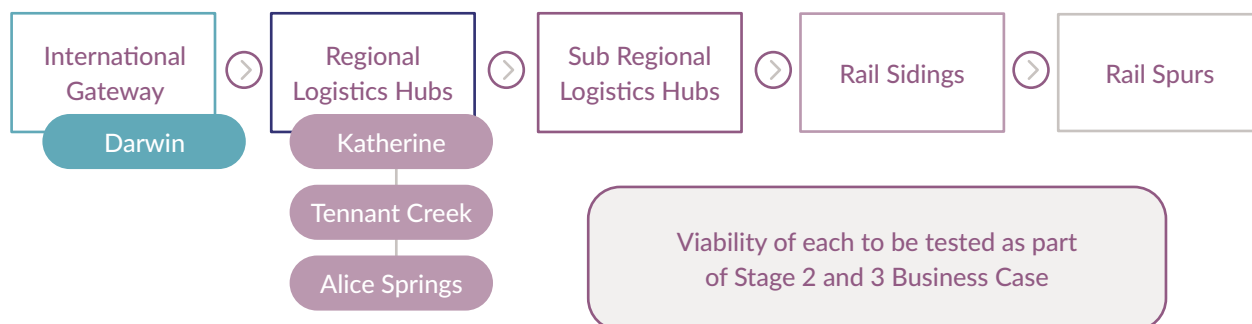 International
Gateway
Darwin
Regional
Logistics Hubs
Katherine
Tennant Creek
Alice Springs
Sub Regional
Logistics Hubs
Rail Sidings
Rail Spurs
Viability of each to be tested as part
of Stage 2 and 3 Business Case